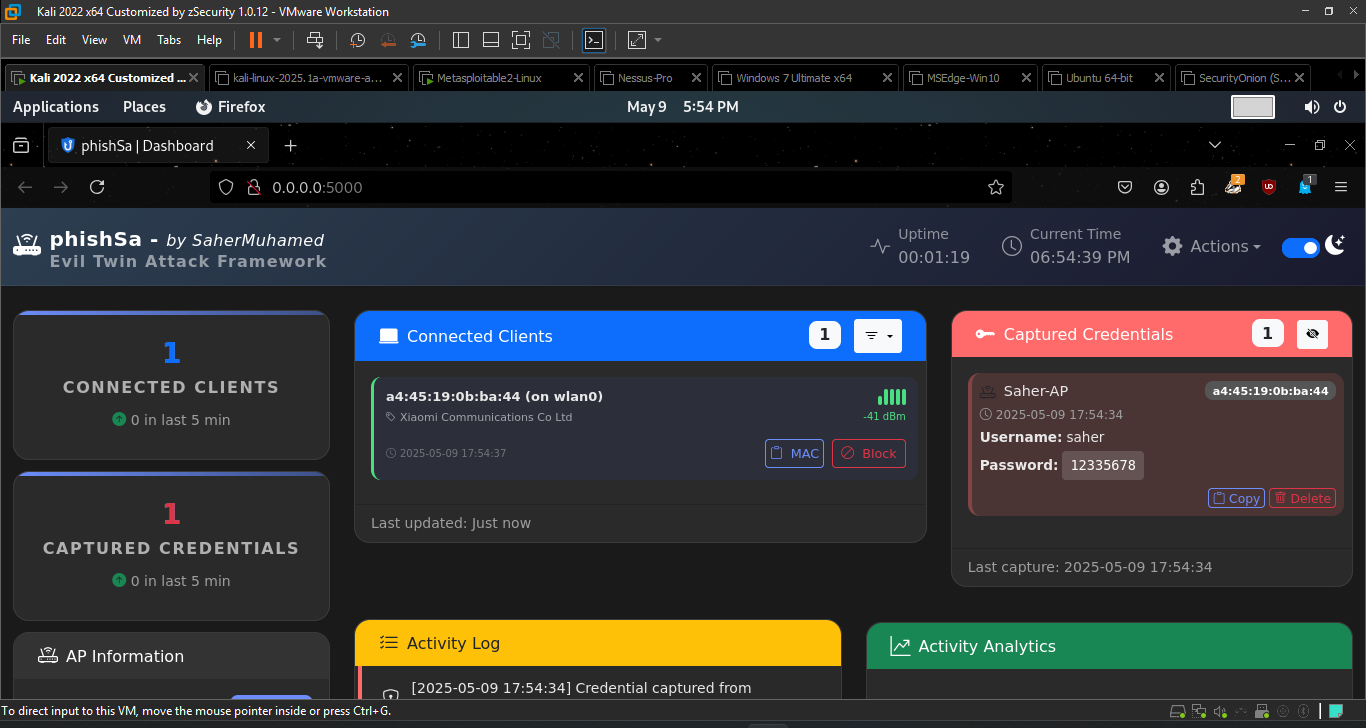 Kali 2022 x64 Customized by zSecurity 1.0.12 - VMware Workstation
File Edit View VM Tabs Help
Kali 2022 x64 Customized ... kali-linux-2025.1a-vmware-a... Metasploitable2-Linux Nessus-Pro Windows 7 Ultimate x64 MSEdge-Win10 Ubuntu 64-bit SecurityOnion (S...
Applications Places Firefox May 9 5:54 PM
phishSa | Dashboard
0.0.0.0:5000 2 UD 1
phishSa - by SaherMuhamed
Evil Twin Attack Framework
Uptime
00:01:19
Current Time
06:54:39 PM
Actions
1
CONNECTED CLIENTS
0 in last 5 min
1
CAPTURED CREDENTIALS
0 in last 5 min
AP Information
Connected Clients 1
a4:45:19:0b:ba:44 (on wlan0)
Xiaomi Communications Co Ltd
-41 dBm
2025-05-09 17:54:37
MAC Block
Last updated: Just now
Captured Credentials 1
Saher-AP a4:45:19:0b:ba:44
2025-05-09 17:54:34
Username: saher
Password: 12335678
Copy Delete
Last capture: 2025-05-09 17:54:34
Activity Log
[2025-05-09 17:54:34] Credential captured from
Activity Analytics
To direct input to this VM, move the mouse pointer inside or press Ctrl+G.